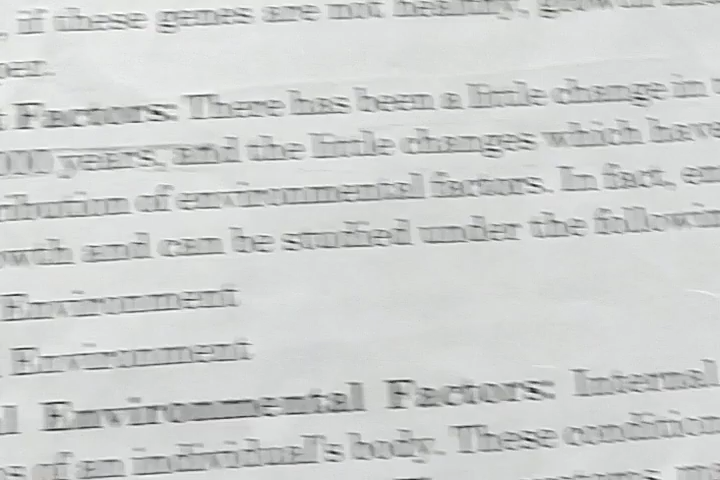 , if these genes are not healthy,
Factors: There has been a little change in
years, and the little changes which have
of environmental factors. In fact,
and can be studied under the
Environment
Environment
Environmental Factors: Internal
of an individual's body. These